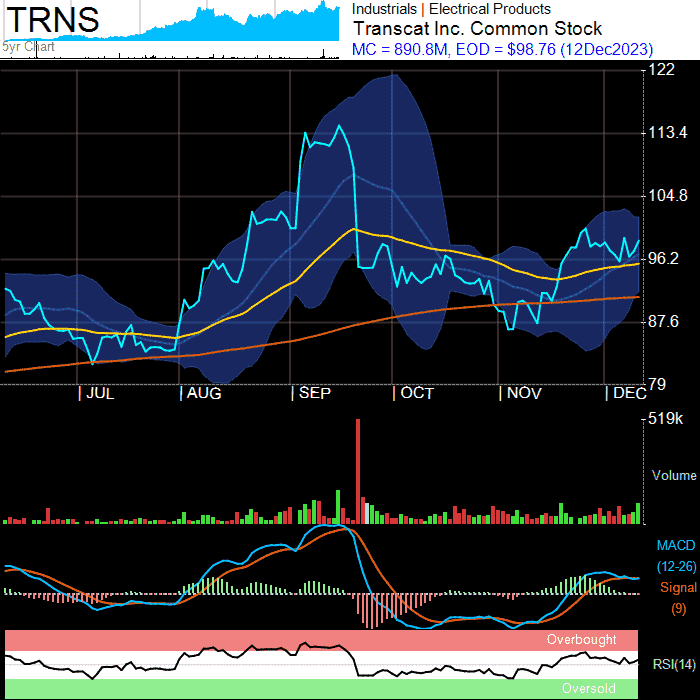 TRNS
5yr Chart
Industrials | Electrical Products
Transcat Inc. Common Stock
MC = 890.8M, EOD = $98.76 (12Dec2023)
122
113.4
104.8
96.2
87.6
79
JUL AUG SEP OCT NOV DEC
519k
Volume
MACD
(12-26)
Signal
(9)
Overbought
RSI(14)
Oversold